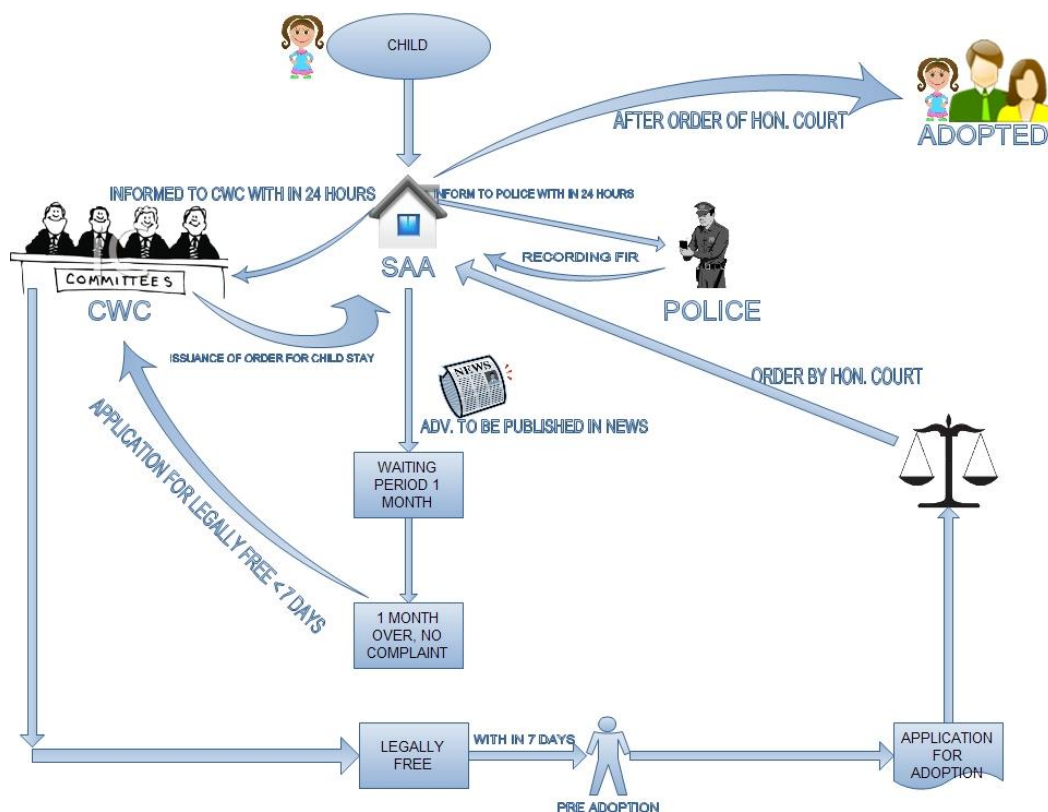 CHILD
AFTER ORDER OF HON. COURT
ADOPTED
INFORMED TO CWC WITH IN 24 HOURS
INFORM TO POLICE WITH IN 24 HOURS
COMMITTEES
CWC
SAA
RECORDING FIR
POLICE
ISSUANCE OF ORDER FOR CHILD STAY
NEWS
ADV. TO BE PUBLISHED IN NEWS
ORDER BY HON. COURT
APPLICATION FOR LEGALLY FREE < 7 DAYS
WAITING
PERIOD 1
MONTH
1 MONTH
OVER, NO
COMPLAINT
LEGALLY
FREE
WITH IN 7 DAYS
PRE ADOPTION
APPLICATION
FOR
ADOPTION